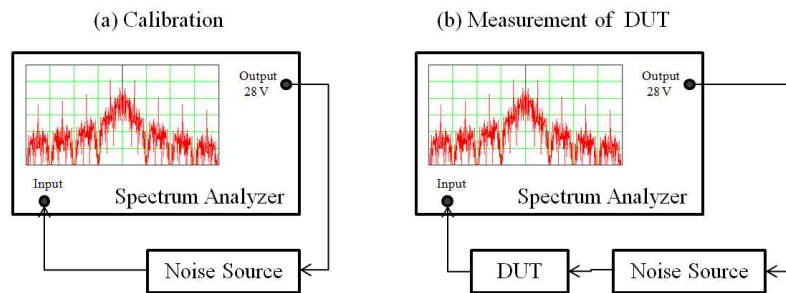 (a) Calibration
Output
28 V
Input
Spectrum Analyzer
Noise Source
(b) Measurement of DUT
Output
28 V
Input
Spectrum Analyzer
DUT
Noise Source